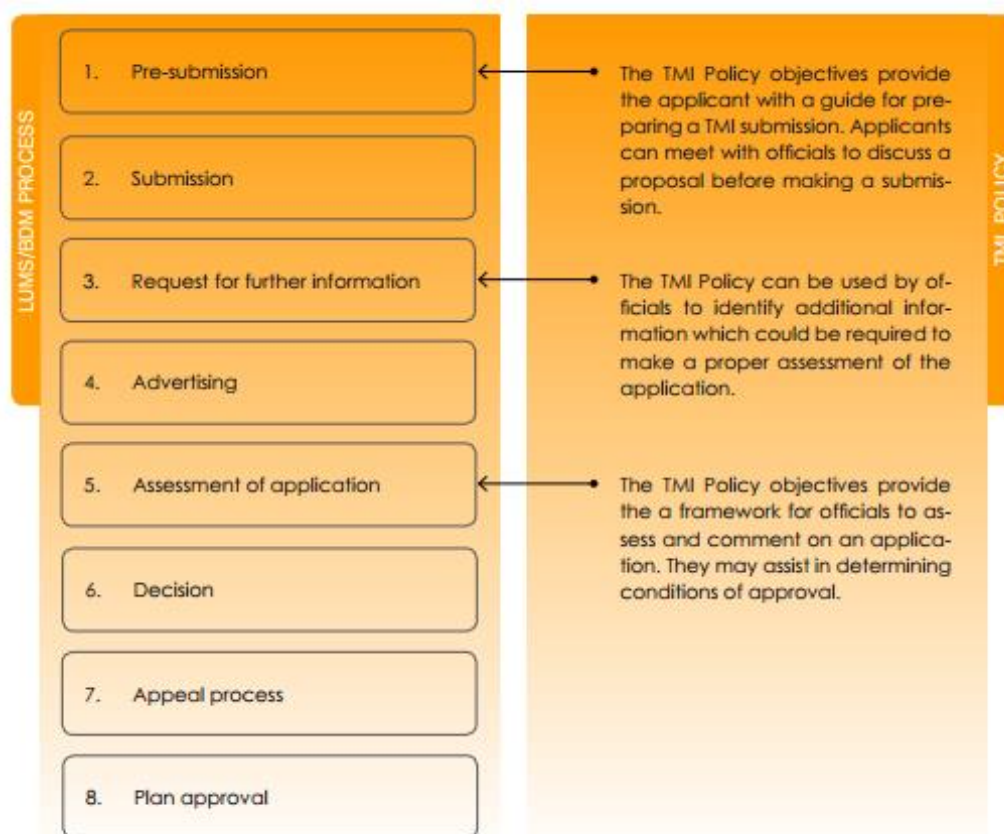 LUMS/BDM PROCESS
1. Pre-submission
2. Submission
3. Request for further information
4. Advertising
5. Assessment of application
6. Decision
7. Appeal process
8. Plan approval
The TMI Policy objectives provide
the applicant with a guide for pre-
paring a TMI submission. Applicants
can meet with officials to discuss a
proposal before making a submis-
sion.
The TMI Policy can be used by of-
ficials to identify additional infor-
mation which could be required to
make a proper assessment of the
application.
The TMI Policy objectives provide
the a framework for officials to as-
sess and comment on an applica-
tion. They may assist in determining
conditions of approval.
TMI POLICY